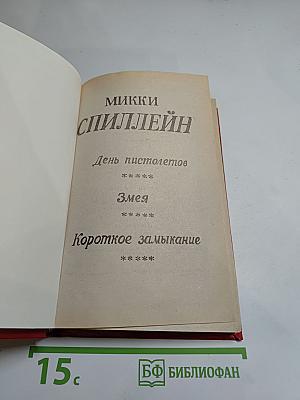 МИККИ
СПИЛЛЕЙН
День пистолетов
*****
Змея
*****
Короткое замыкание
*****
15с
БФ БИБЛИОФАН